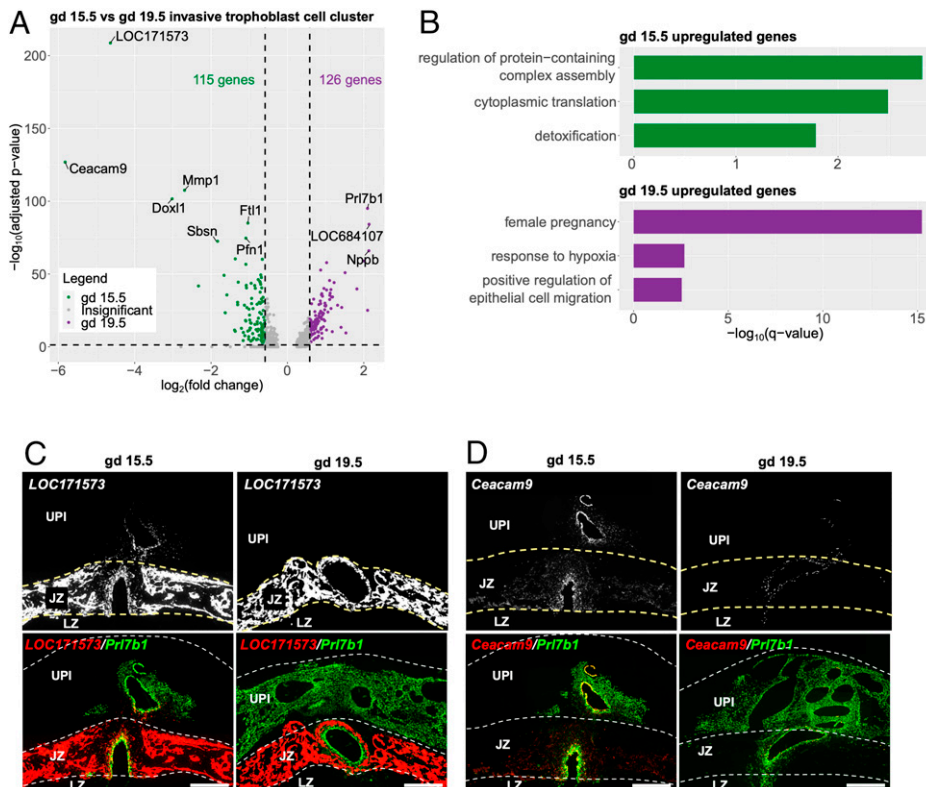 A
gd 15.5 vs gd 19.5 invasive trophoblast cell cluster
LOC171573
200
115 genes
126 genes
150
Ceacam9
Mmp1
100
Doxl1
Ftl1
Prl7b1
Sbsn
Pfn1
LOC684107
Nppb
50
Legend
gd 15.5
Insignificant
gd 19.5
0
−log10(adjusted p-value)
−6
−4
−2
0
2
log2(fold change)
B
gd 15.5 upregulated genes
regulation of protein−containing
complex assembly
cytoplasmic translation
detoxification
0
1
2
gd 19.5 upregulated genes
female pregnancy
response to hypoxia
positive regulation of
epithelial cell migration
0
5
10
15
−log10(q−value)
C
gd 15.5
gd 19.5
LOC171573
LOC171573
UPI
UPI
JZ
JZ
LZ
LZ
LOC171573/Prl7b1
LOC171573/Prl7b1
UPI
UPI
JZ
JZ
LZ
LZ
D
gd 15.5
gd 19.5
Ceacam9
Ceacam9
UPI
UPI
JZ
JZ
LZ
LZ
Ceacam9/Prl7b1
Ceacam9/Prl7b1
UPI
UPI
JZ
JZ
LZ
LZ